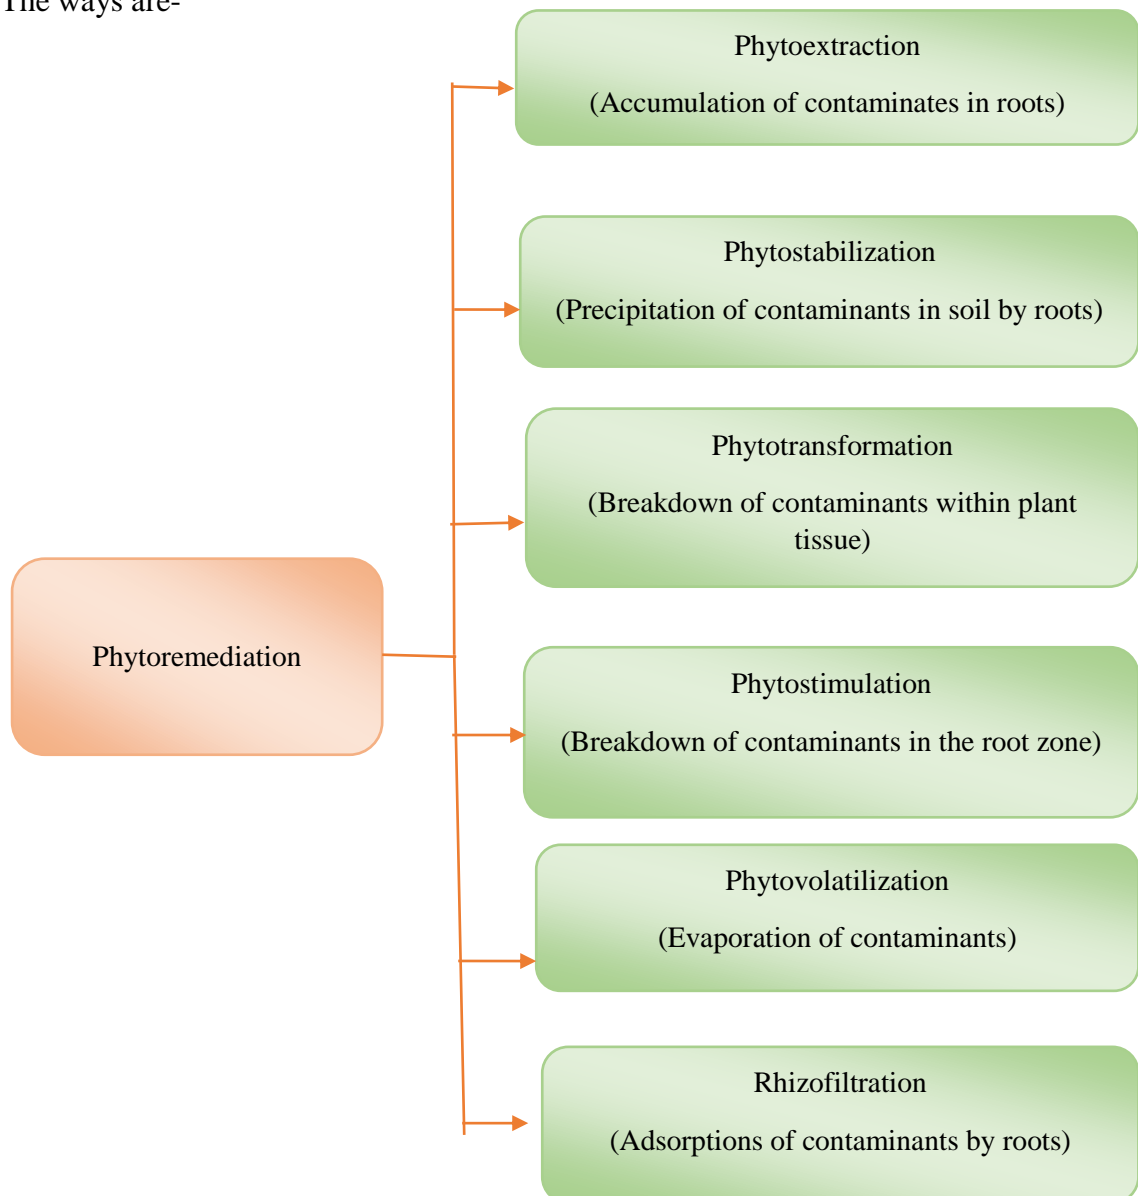 The ways are-
Phytoextraction
(Accumulation of contaminates in roots)
Phytostabilization
(Precipitation of contaminants in soil by roots)
Phytotransformation
(Breakdown of contaminants within plant
tissue)
Phytoremediation
Phytostimulation
(Breakdown of contaminants in the root zone)
Phytovolatilization
(Evaporation of contaminants)
Rhizofiltration
(Adsorptions of contaminants by roots)